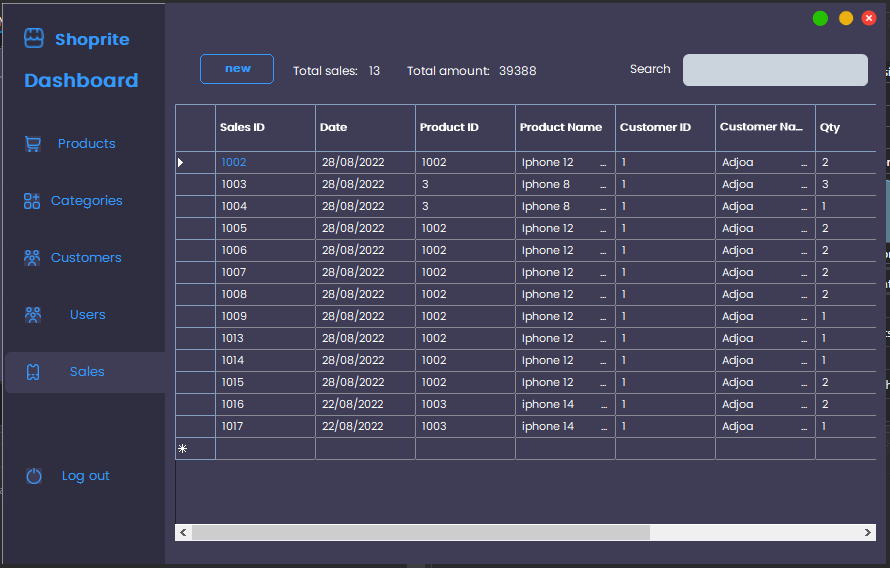 Shoprite
Dashboard
Products
Categories
Customers
Users
Sales
Log out
new Total sales: 13 Total amount: 39388 Search
Sales ID Date Product ID Product Name Customer ID Customer Na... Qty
1002 28/08/2022 1002 Iphone 12 ... 1 Adjoa ... 2
1003 28/08/2022 3 Iphone 8 ... 1 Adjoa ... 3
1004 28/08/2022 3 Iphone 8 ... 1 Adjoa ... 1
1005 28/08/2022 1002 Iphone 12 ... 1 Adjoa ... 2
1006 28/08/2022 1002 Iphone 12 ... 1 Adjoa ... 2
1007 28/08/2022 1002 Iphone 12 ... 1 Adjoa ... 2
1008 28/08/2022 1002 Iphone 12 ... 1 Adjoa ... 2
1009 28/08/2022 1002 Iphone 12 ... 1 Adjoa ... 1
1013 28/08/2022 1002 Iphone 12 ... 1 Adjoa ... 1
1014 28/08/2022 1002 Iphone 12 ... 1 Adjoa ... 1
1015 28/08/2022 1002 Iphone 12 ... 1 Adjoa ... 2
1016 22/08/2022 1003 iphone 14 ... 1 Adjoa ... 2
1017 22/08/2022 1003 iphone 14 ... 1 Adjoa ... 1